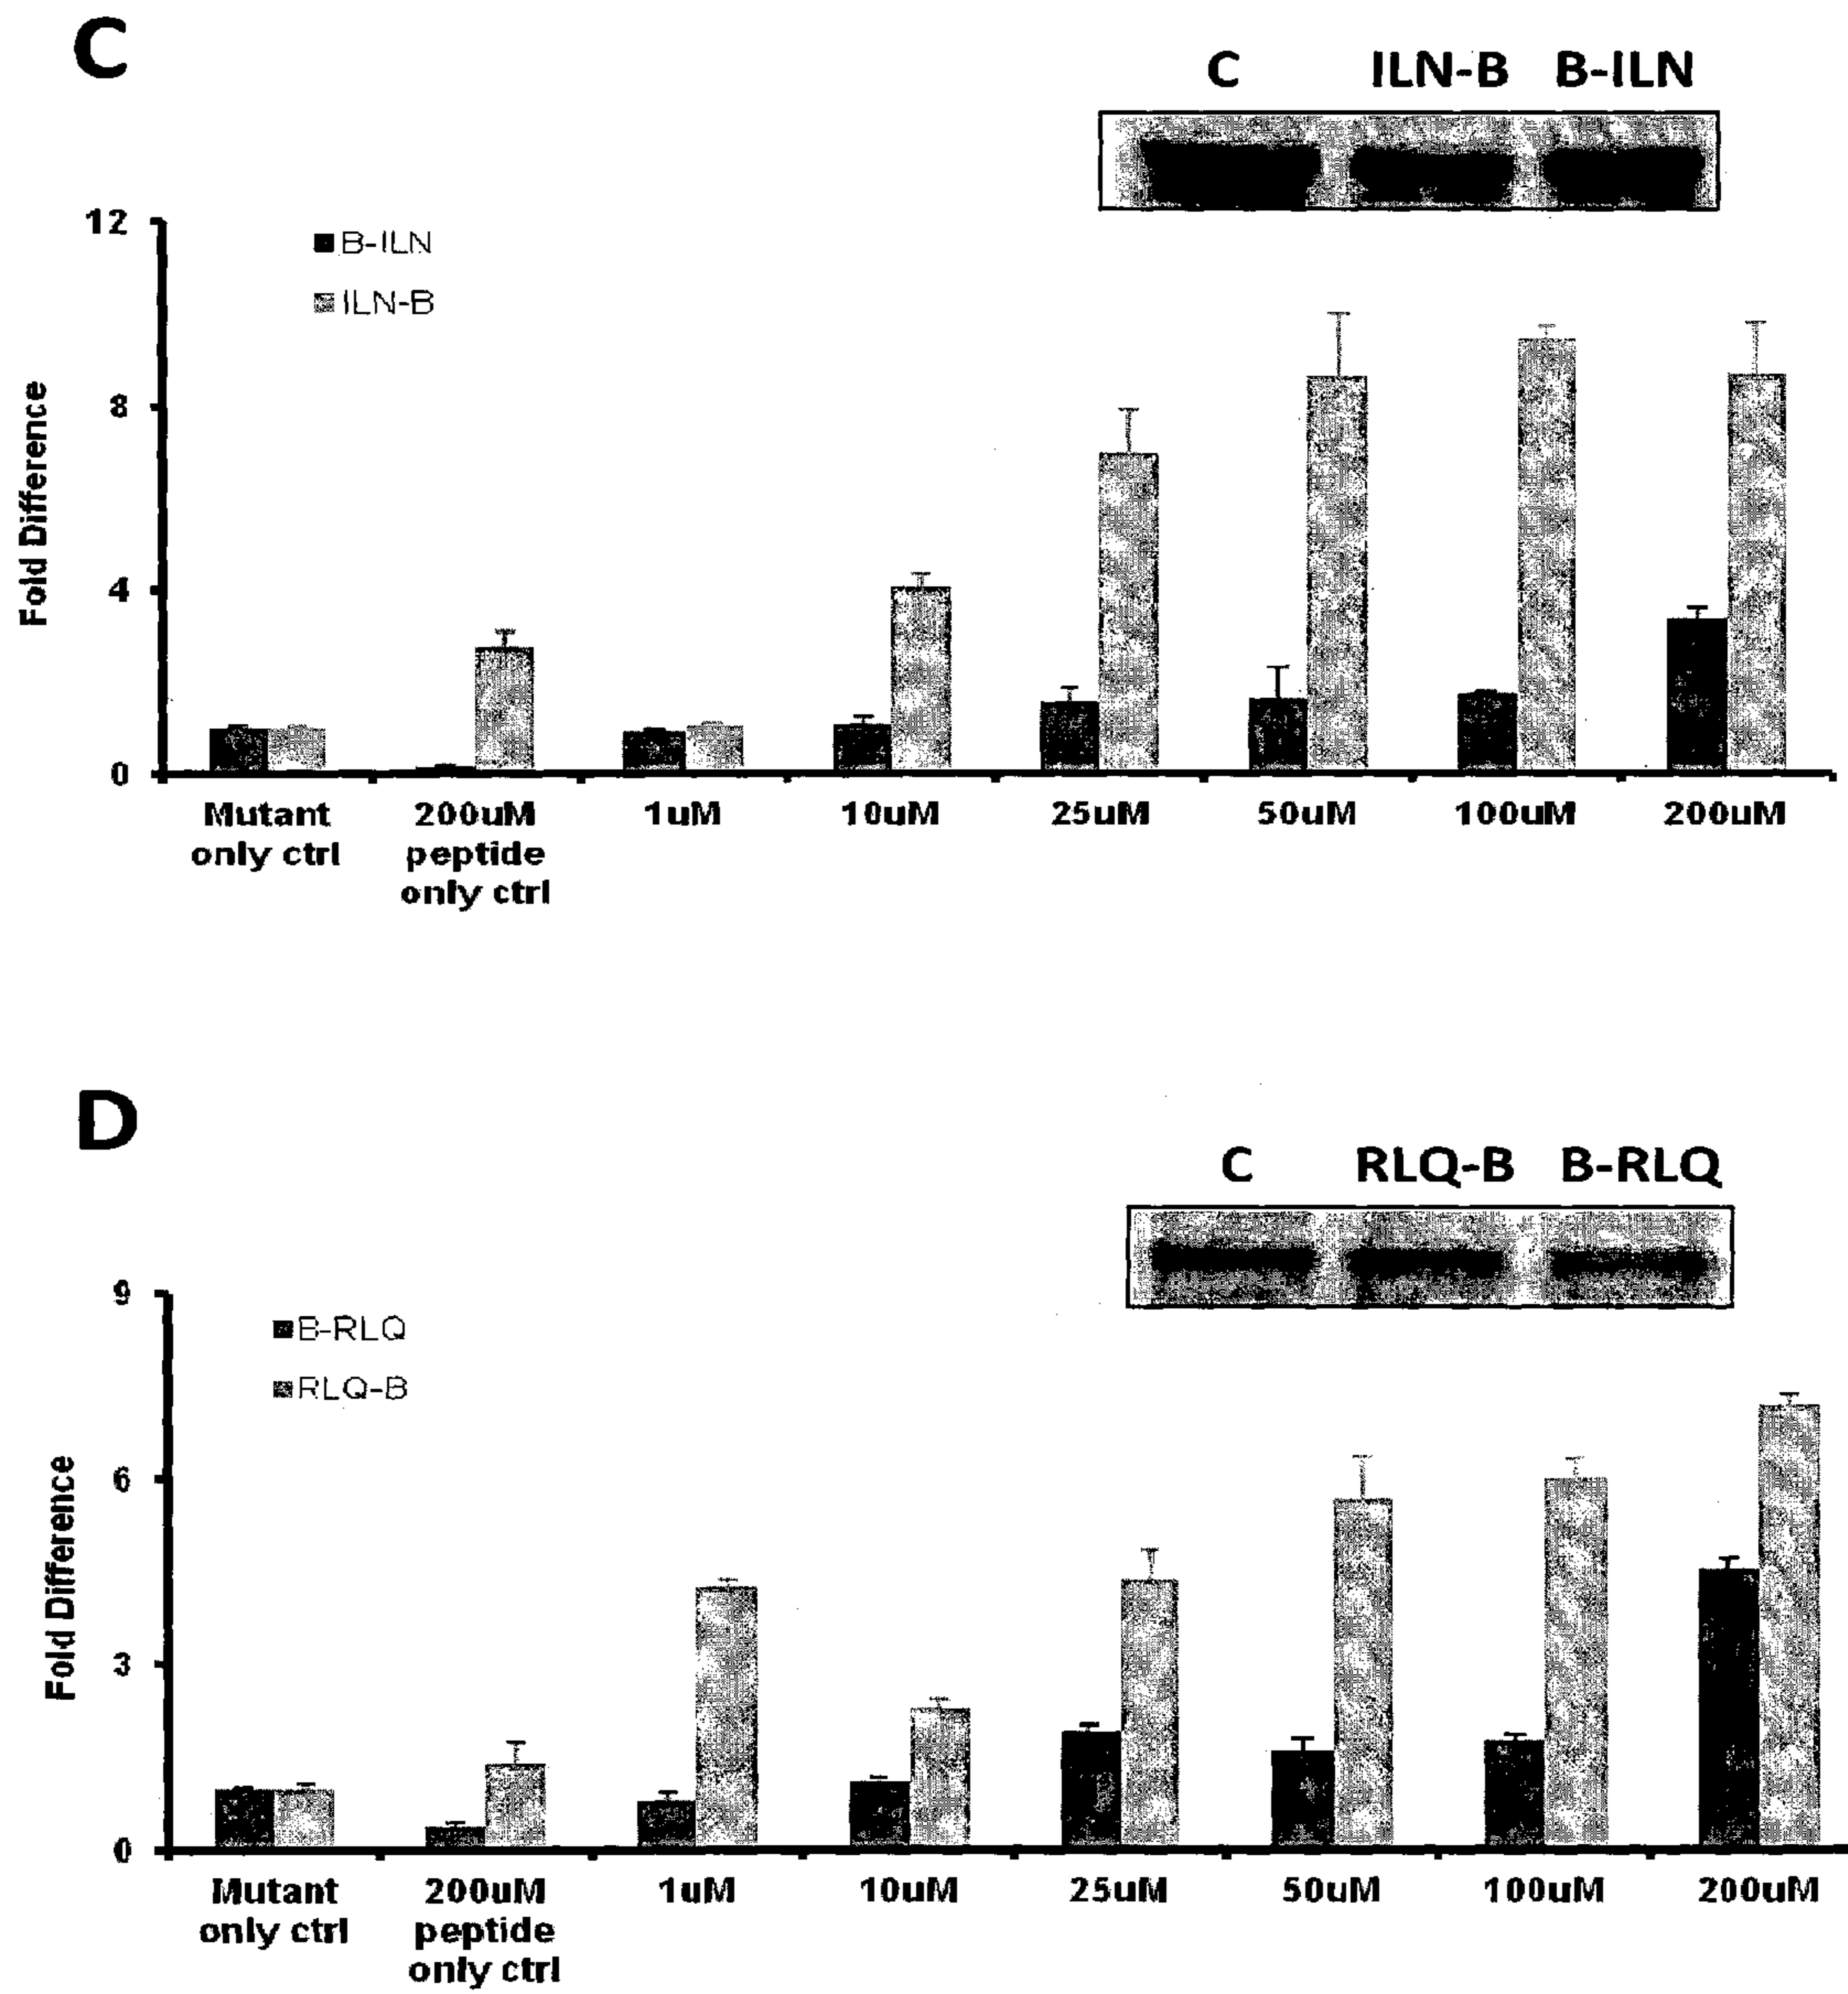 C
C ILN-B B-ILN
12
B-ILN
ILN-B
8
Fold Difference
4
0
Mutant 200uM 1uM 10uM 25uM 50uM 100uM 200uM
only ctrl peptide
only ctrl
D
C RLQ-B B-RLQ
9
B-RLQ
RLQ-B
6
Fold Difference
3
0
Mutant 200uM 1uM 10uM 25uM 50uM 100uM 200uM
only ctrl peptide
only ctrl